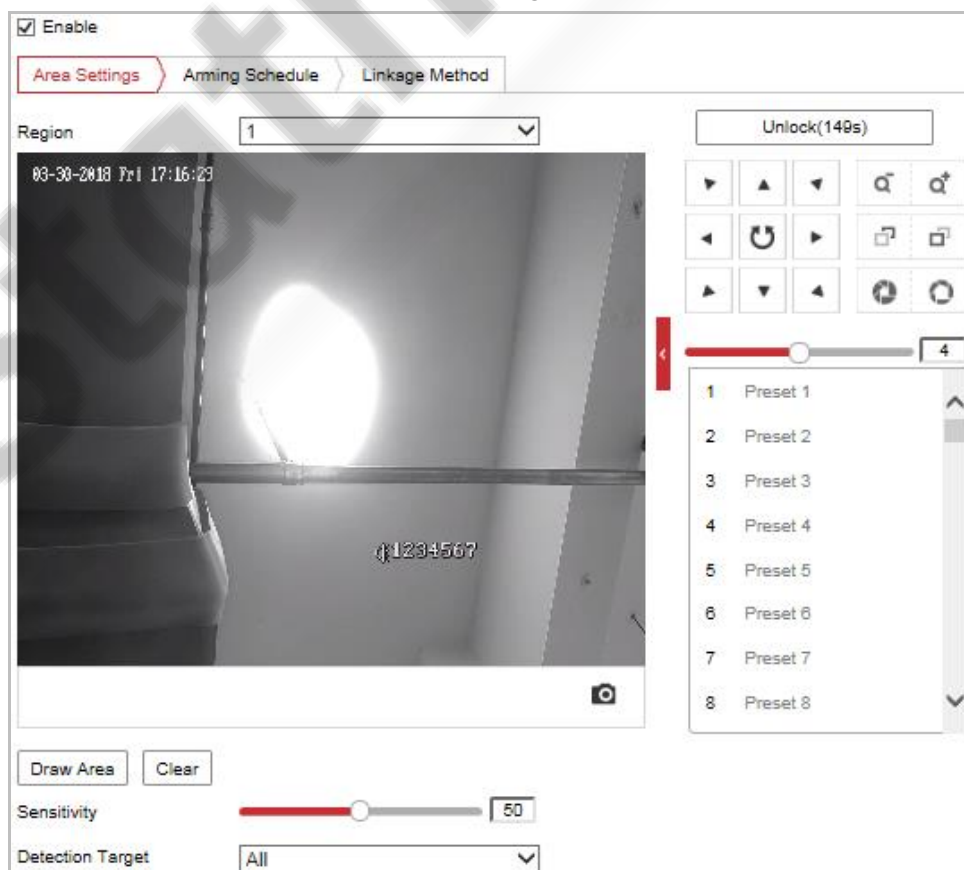 Enable
Area Settings
Arming Schedule
Linkage Method
Region
1
Unlock(149s)
03-30-2018 Fri 17:16:23
4
1 Preset 1
2 Preset 2
3 Preset 3
4 Preset 4
5 Preset 5
6 Preset 6
7 Preset 7
8 Preset 8
1234567
Draw Area
Clear
Sensitivity
50
Detection Target
All